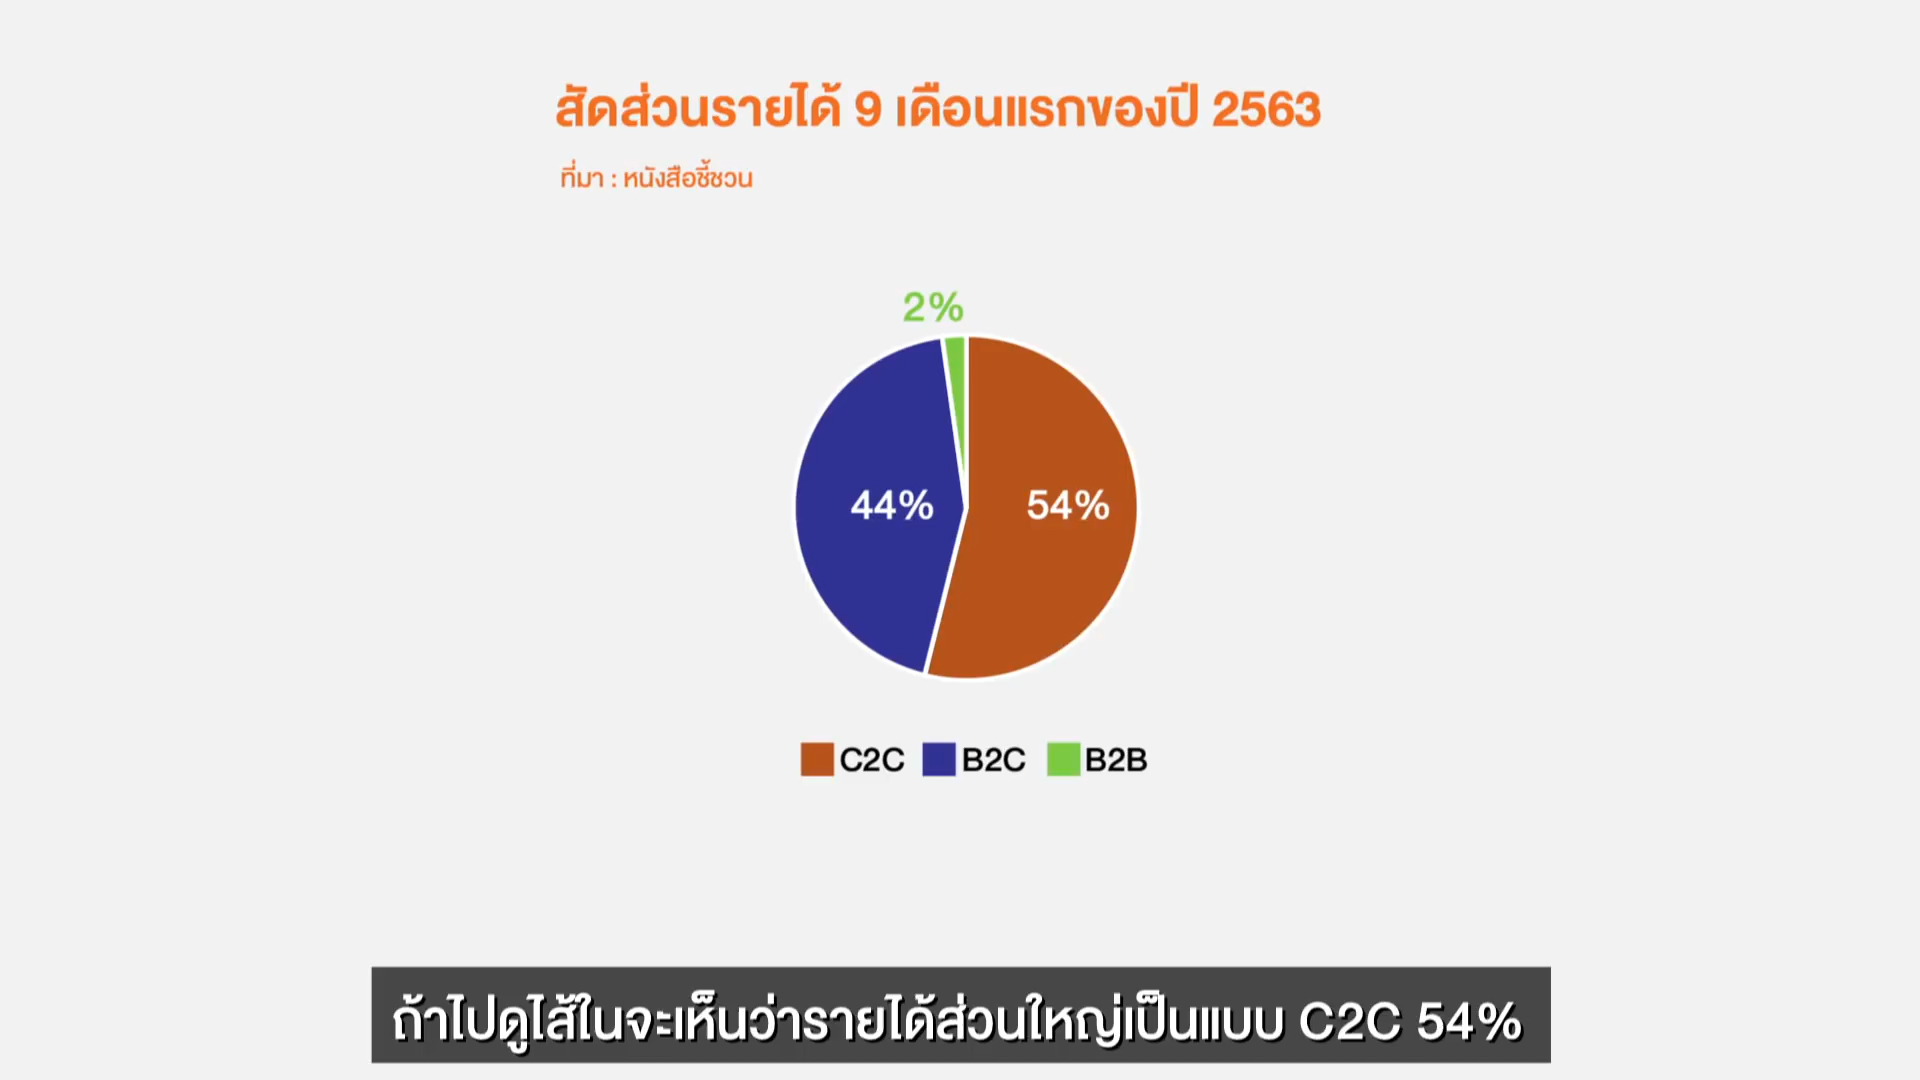 สัดส่วนรายได้ 9 เดือนแรกของปี 2563
ที่มา : หนังสือชี้ชวน
2%
44%
54%
C2C B2C B2B
ถ้าไปดูไส้ในจะเห็นว่ารายได้ส่วนใหญ่เป็นแบบ C2C 54%